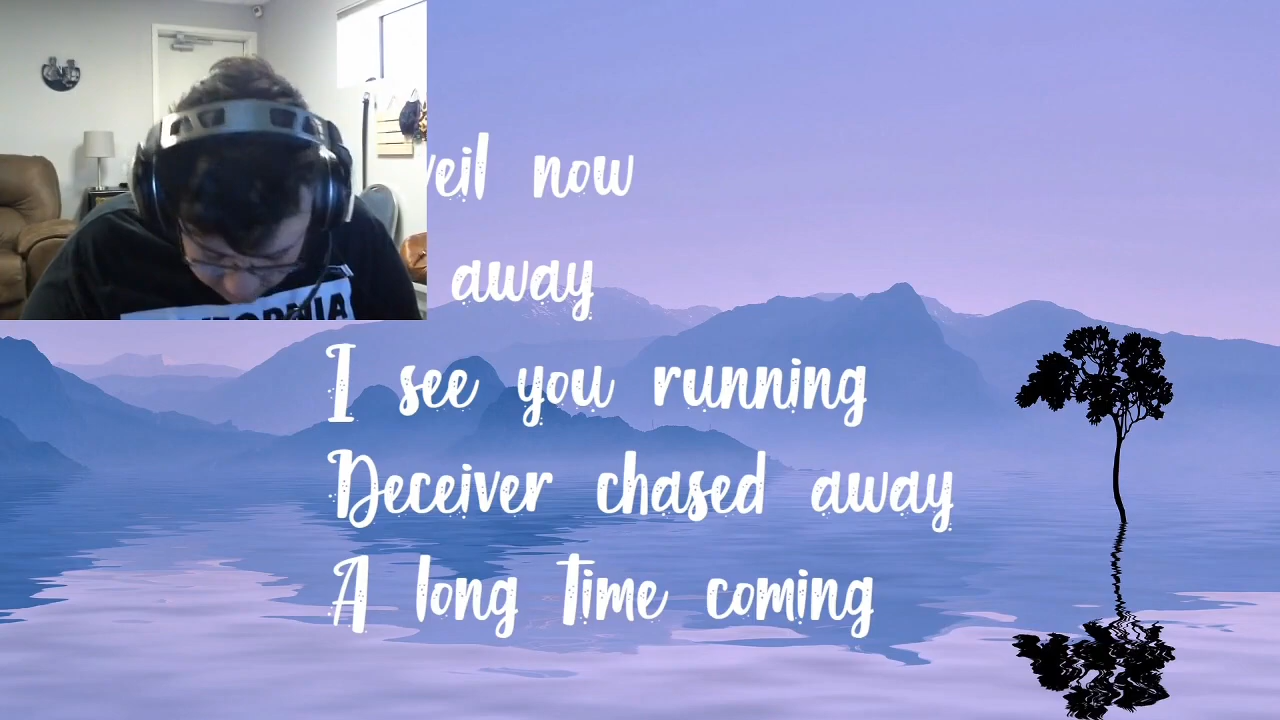 veil now
away
I see you running
Deceiver chased away
A long time coming